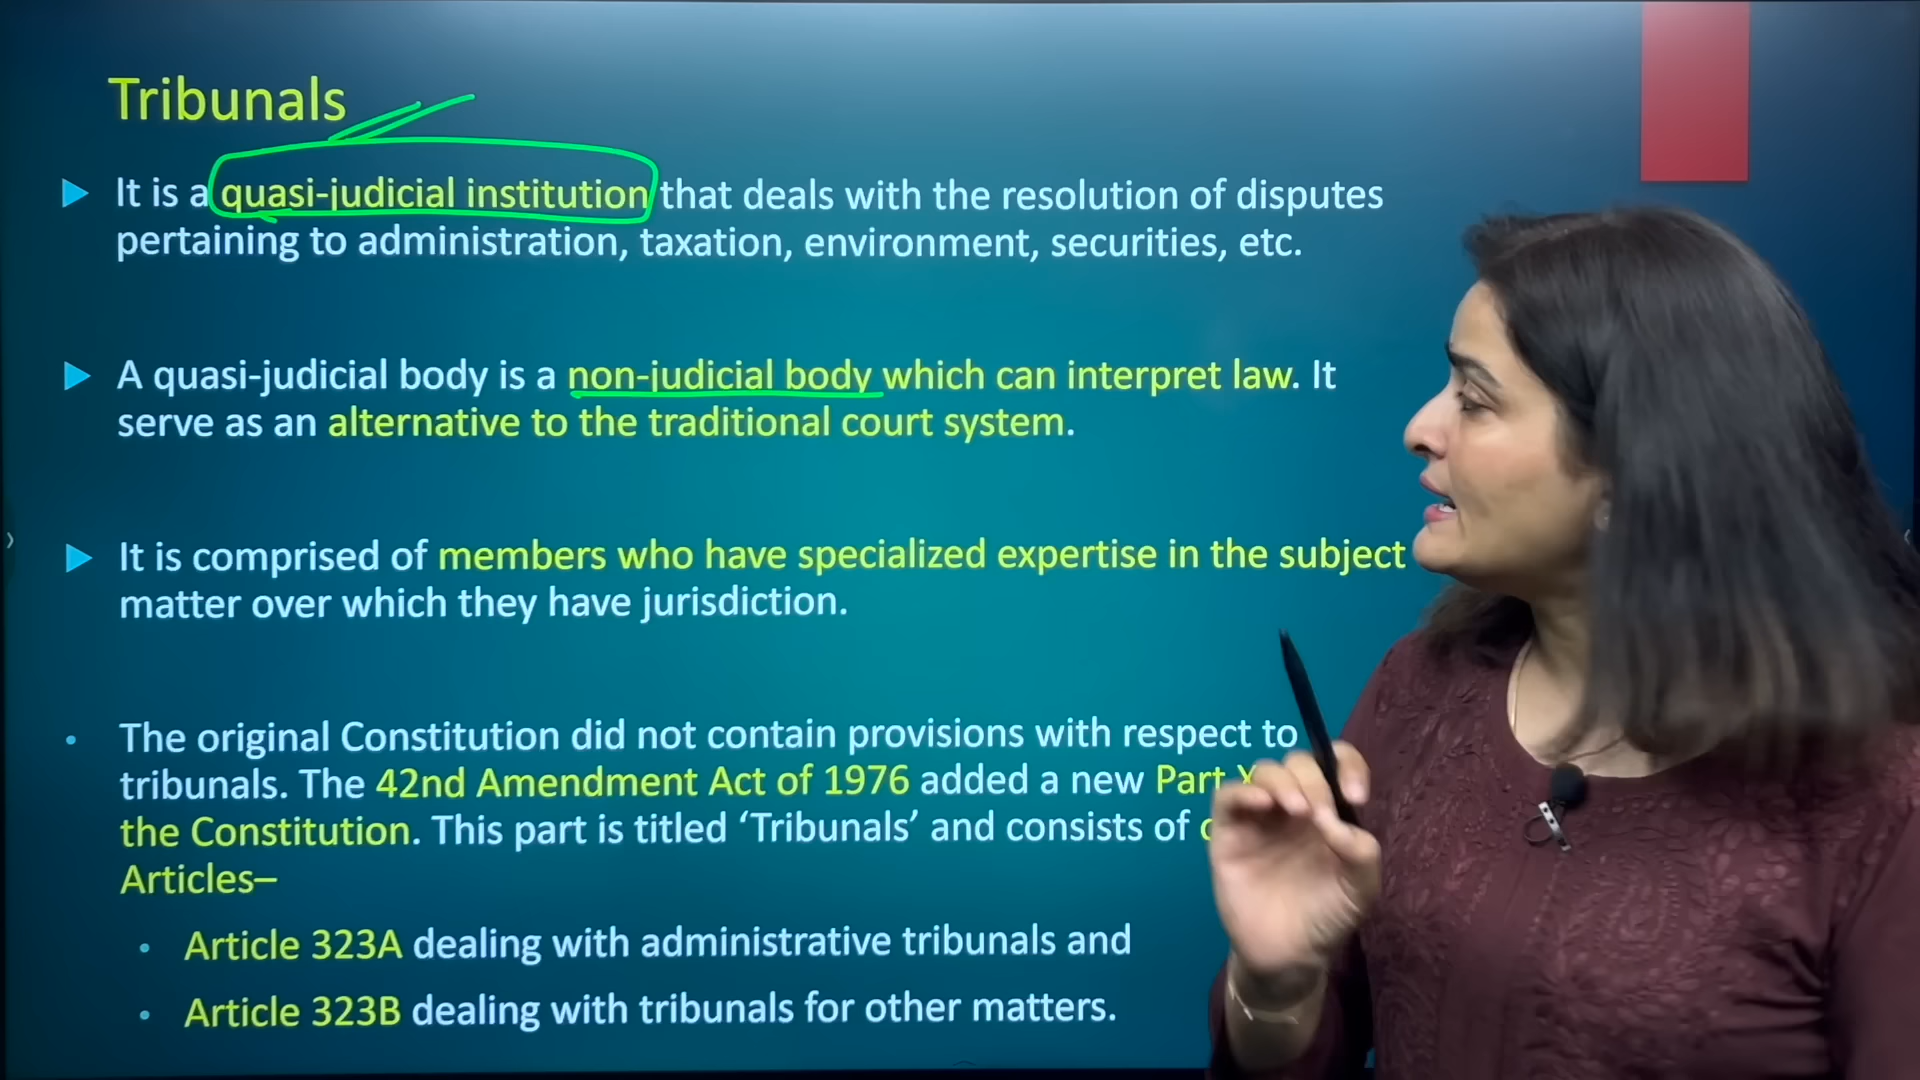 Tribunals
It is a quasi-judicial institution that deals with the resolution of disputes
pertaining to administration, taxation, environment, securities, etc.
A quasi-judicial body is a non-judicial body which can interpret law. It
serve as an alternative to the traditional court system.
It is comprised of members who have specialized expertise in the subject
matter over which they have jurisdiction.
The original Constitution did not contain provisions with respect to
tribunals. The 42nd Amendment Act of 1976 added a new Part
the Constitution. This part is titled ‘Tribunals’ and consists of
Articles–
Article 323A dealing with administrative tribunals and
Article 323B dealing with tribunals for other matters.